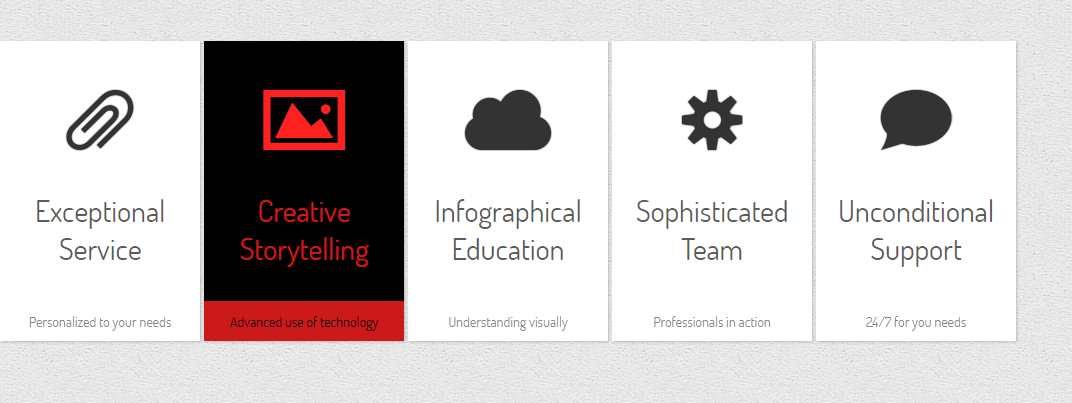 Exceptional
Service
Personalized to your needs
Creative
Storytelling
Advanced use of technology
Infographical
Education
Understanding visually
Sophisticated
Team
Professionals in action
Unconditional
Support
24/7 for you needs